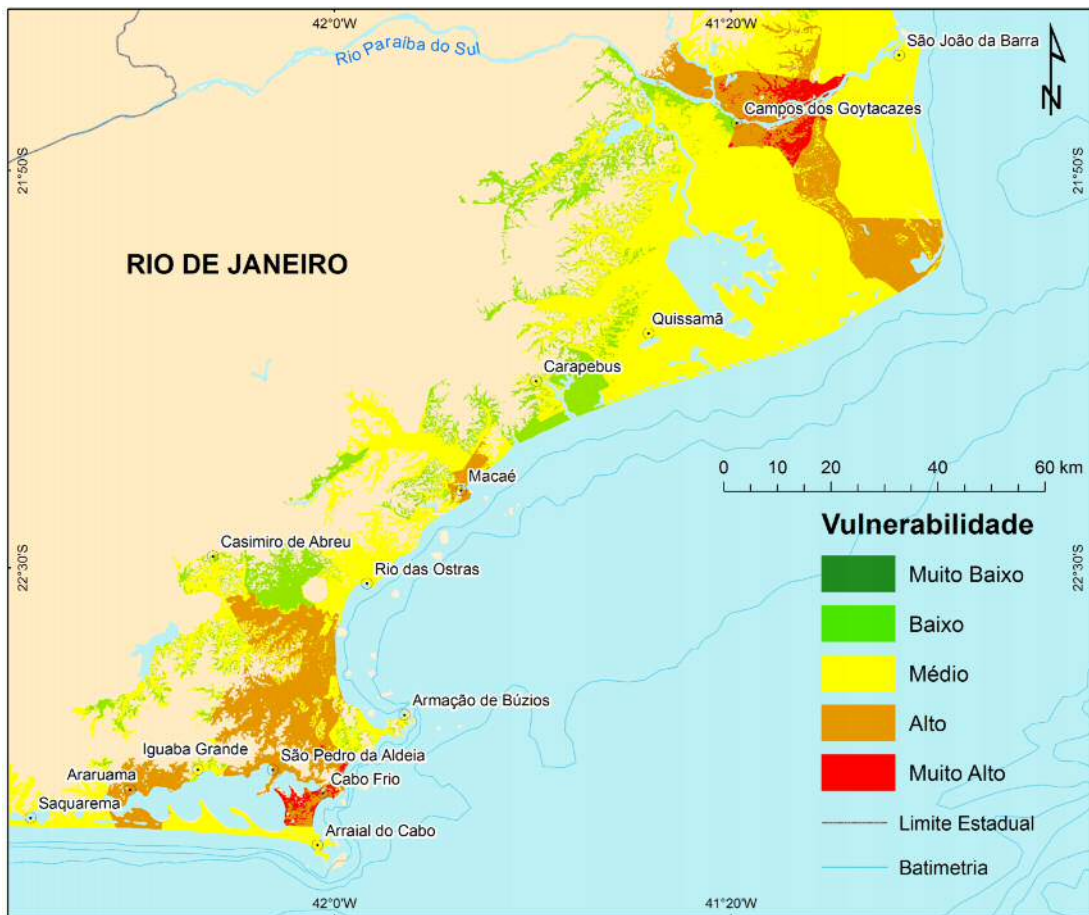 42°0'W
41°20'W
São João da Barra
Rio Paraíba do Sul
N
Campos dos Goytacazes
21°50'S
21°50'S
RIO DE JANEIRO
Quissamã
Carapebus
0 10 20 40 60 km
Macaé
Vulnerabilidade
Casimiro de Abreu
Rio das Ostras
22°30'S
22°30'S
Muito Baixo
Baixo
Médio
Armação de Búzios
Alto
Iguaba Grande
São Pedro da Aldeia
Araruama
Cabo Frio
Muito Alto
Saquarema
Limite Estadual
Arraial do Cabo
Batimetria
42°0'W
41°20'W